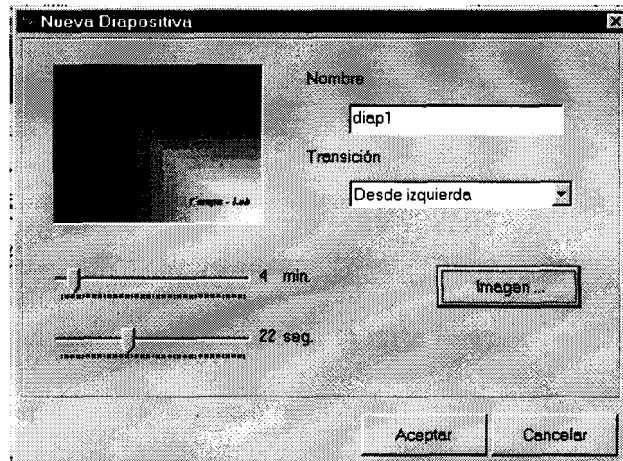 Nueva Diapositiva
Nombre
diap1
Transición
Desde izquierda
4 min.
Imagen ...
22 seg.
Aceptar
Cancelar